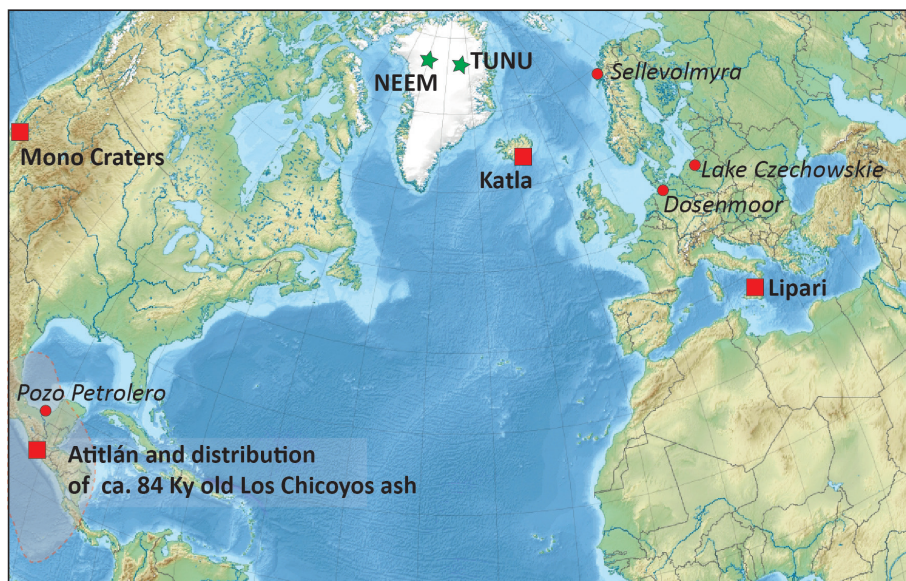 TUNU
NEEM
Sellevolmyra
Mono Craters
Katla
Lake Czechowskie
Dosenmoor
Lipari
Pozo Petrolero
Atitlán and distribution
of ca. 84 Ky old Los Chicoyos ash